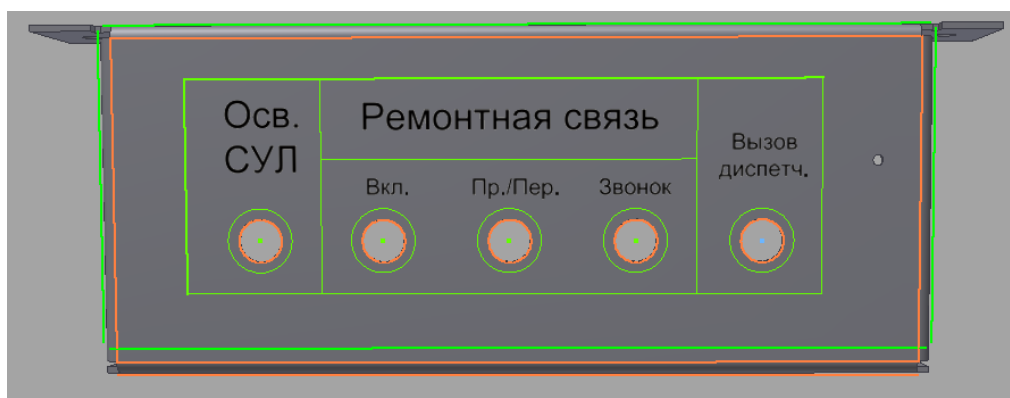 Осв.
СУЛ
Ремонтная связь
Вкл.
Пр./Пер.
Звонок
Вызов
диспетч.